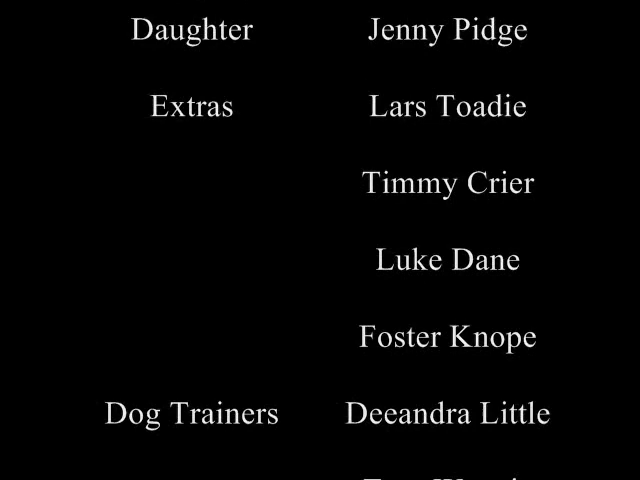 Daughter Jenny Pidge
Extras Lars Toadie
Timmy Crier
Luke Dane
Foster Knope
Dog Trainers Deeandra Little